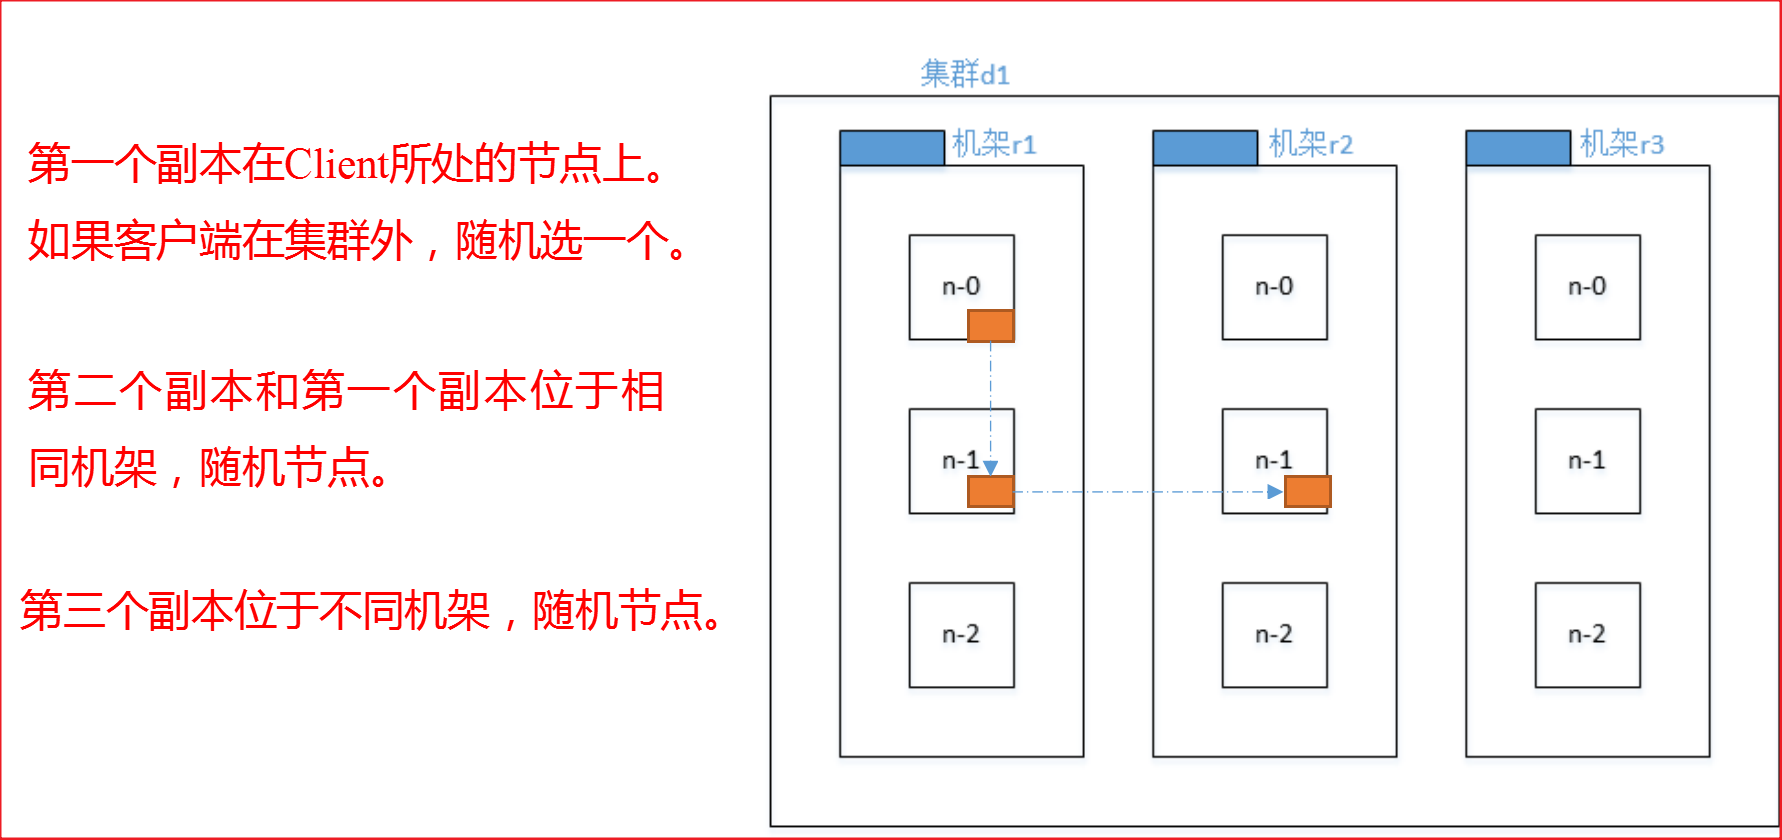 第一个副本在Client所处的节点上。
如果客户端在集群外，随机选一个。
第二个副本和第一个副本位于相
同机架，随机节点。
第三个副本位于不同机架，随机节点。
集群d1
机架r1
机架r2
机架r3
n-0
n-0
n-0
n-1
n-1
n-1
n-2
n-2
n-2